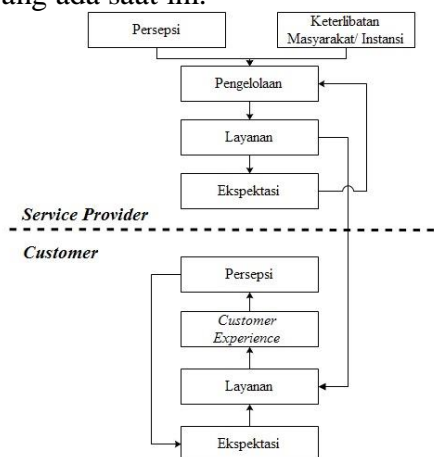 ang ada saat ini.
Persepsi
Keterlibatan
Masyarakat/ Instansi
Pengelolaan
Layanan
Ekspektasi
Service Provider
Customer
Persepsi
Customer
Experience
Layanan
Ekspektasi